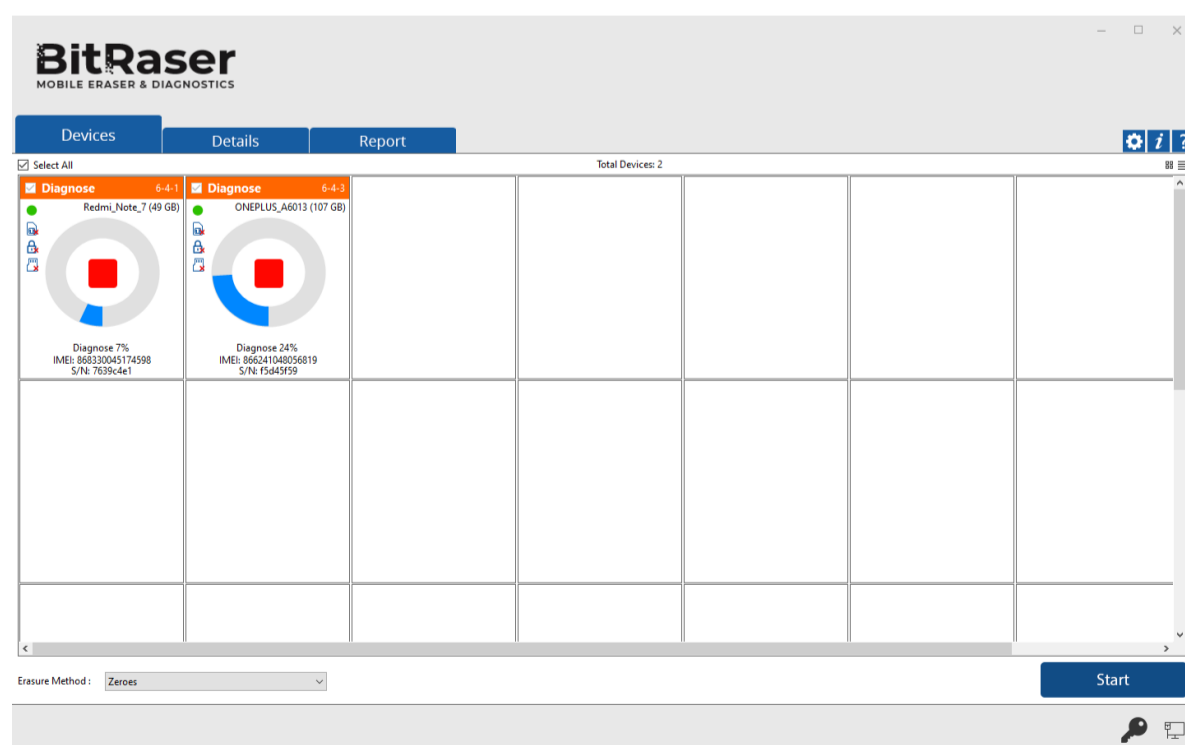 BitRaser
MOBILE ERASER & DIAGNOSTICS
Devices
Details
Report
i
?
Select All
Total Devices: 2
Diagnose 6-4-1
Redmi_Note_7 (49 GB)
Diagnose 7%
IMEI: 868330045174598
S/N: 7639c4e1
Diagnose 6-4-3
ONEPLUS_A6013 (107 GB)
Diagnose 24%
IMEI: 866241048056819
S/N: f5d45f59
Erasure Method :
Zeroes
Start